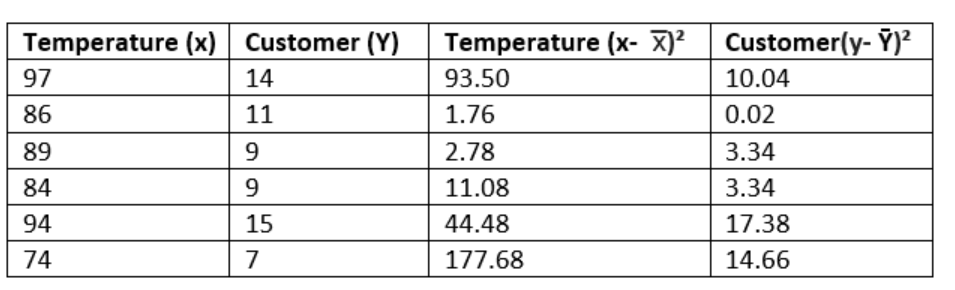 Temperature (x) Customer (Y) Temperature (x- x̅)² Customer(y- Ȳ)²
97 14 93.50 10.04
86 11 1.76 0.02
89 9 2.78 3.34
84 9 11.08 3.34
94 15 44.48 17.38
74 7 177.68 14.66